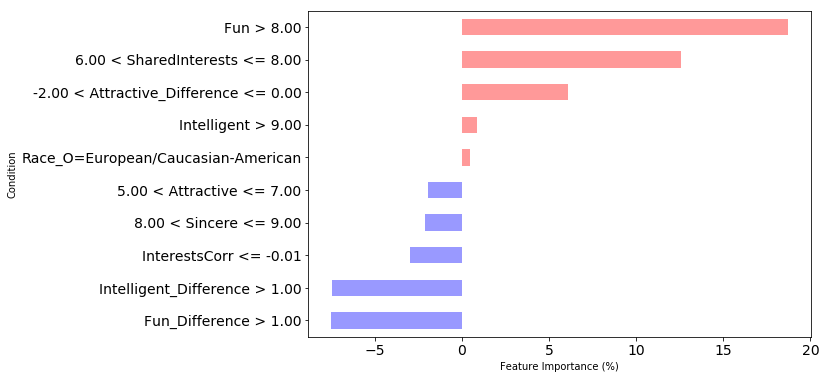 Fun > 8.00
6.00 < SharedInterests <= 8.00
-2.00 < Attractive_Difference <= 0.00
Intelligent > 9.00
Race_O=European/Caucasian-American
5.00 < Attractive <= 7.00
8.00 < Sincere <= 9.00
InterestsCorr <= -0.01
Intelligent_Difference > 1.00
Fun_Difference > 1.00
Condition
−5 0 5 10 15 20
Feature Importance (%)